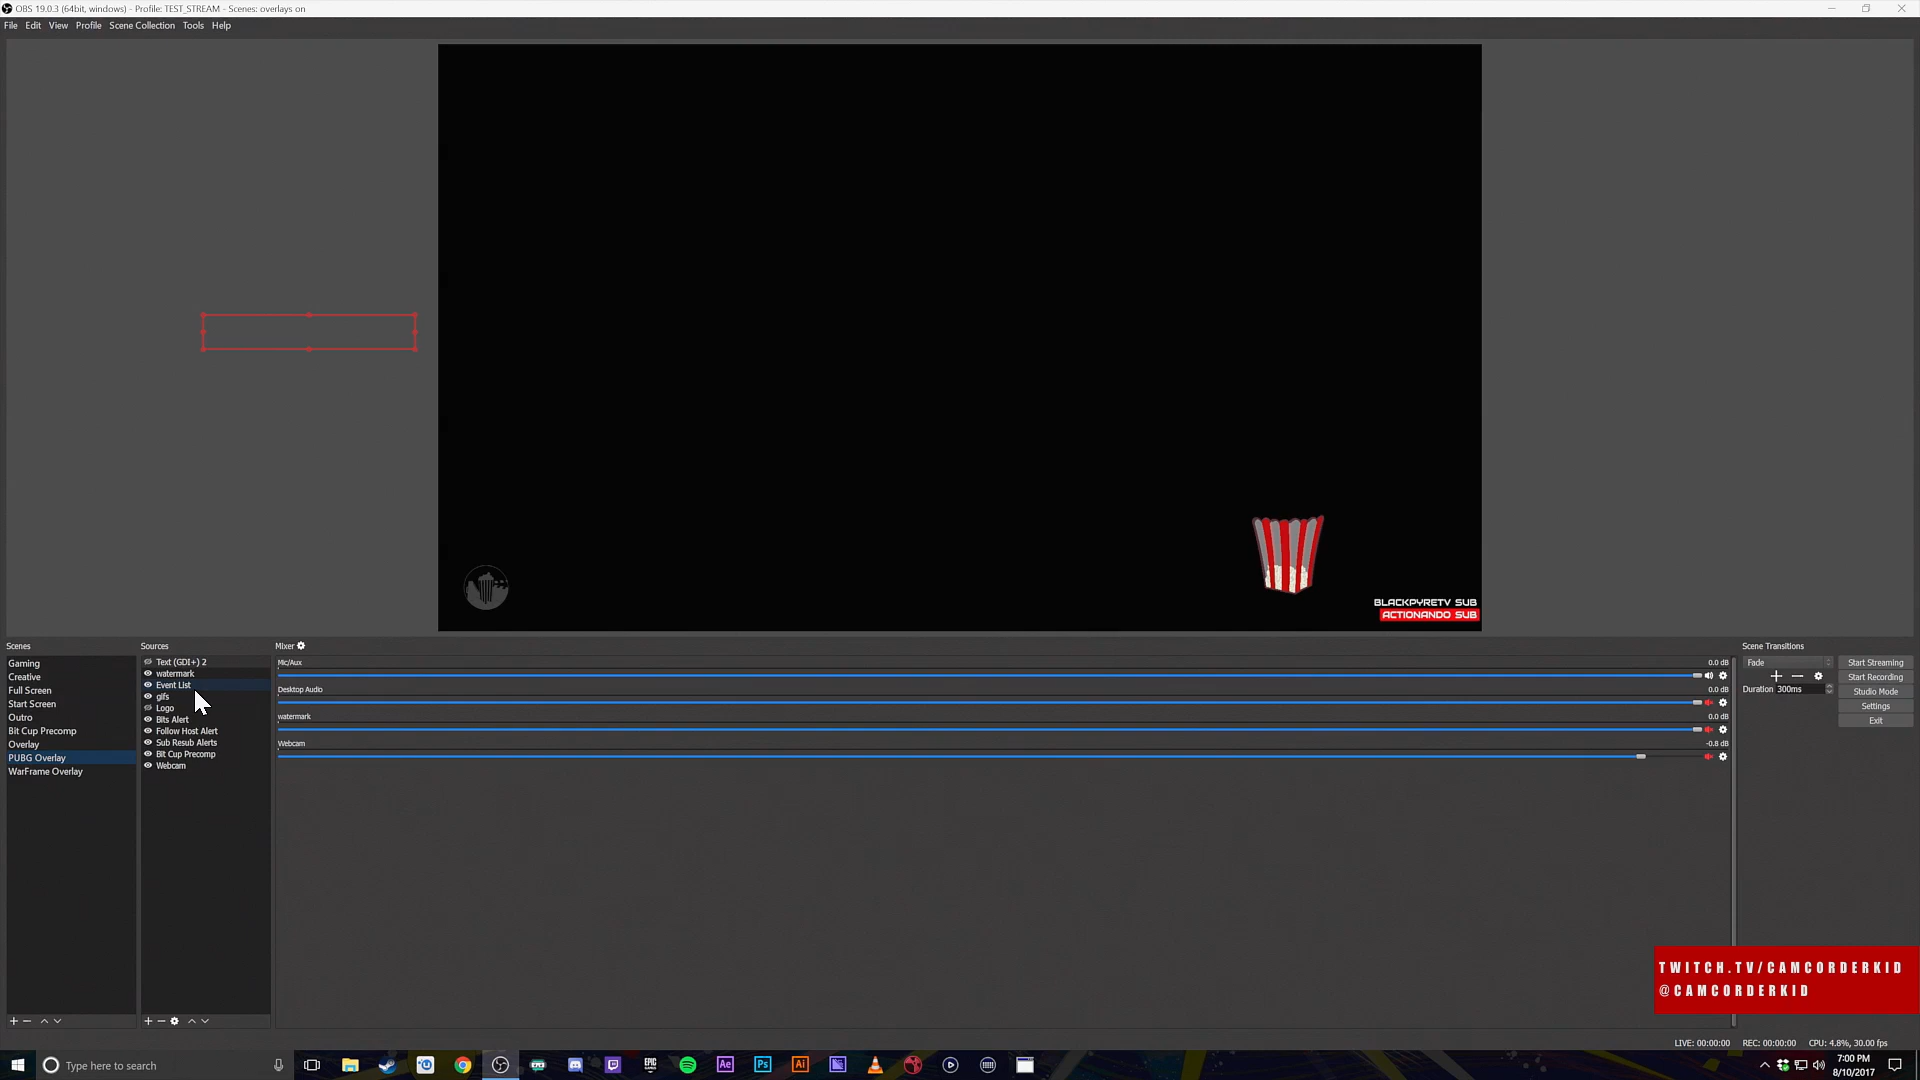 OBS 19.0.3 (64bit, windows) - Profile: TEST_STREAM - Scenes: overlays on
File Edit View Profile Scene Collection Tools Help
BLACKPYRETV SUB
ACTIONANDO SUB
Scenes
Gaming
Creative
Full Screen
Start Screen
Outro
Bit Cup Precomp
Overlay
PUBG Overlay
WarFrame Overlay
Sources
Text (GDI+) 2
watermark
Event List
gifs
Logo
Bits Alert
Follow Host Alert
Sub Resub Alerts
Bit Cup Precomp
Webcam
Mixer
Mic/Aux 0.0 dB
Desktop Audio 0.0 dB
watermark 0.0 dB
Webcam -0.8 dB
Scene Transitions
Fade
Duration 300ms
Start Streaming
Start Recording
Studio Mode
Settings
Exit
TWITCH.TV/CAMCORDERKID
@CAMCORDERKID
LIVE: 00:00:00 REC: 00:00:00 CPU: 4.8%, 30.00 fps
Type here to search
EPIC
GAMES
Ae
Ps
Ai
7:00 PM
8/10/2017